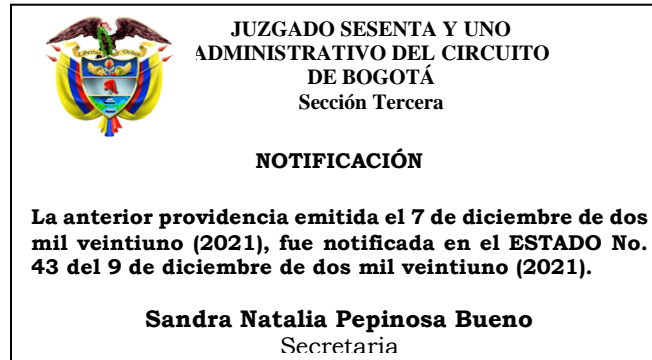 JUZGADO SESENTA Y UNO
ADMINISTRATIVO DEL CIRCUITO
DE BOGOTÁ
Sección Tercera
NOTIFICACIÓN
La anterior providencia emitida el 7 de diciembre de dos
mil veintiuno (2021), fue notificada en el ESTADO No.
43 del 9 de diciembre de dos mil veintiuno (2021).
Sandra Natalia Pepinosa Bueno
Secretaria